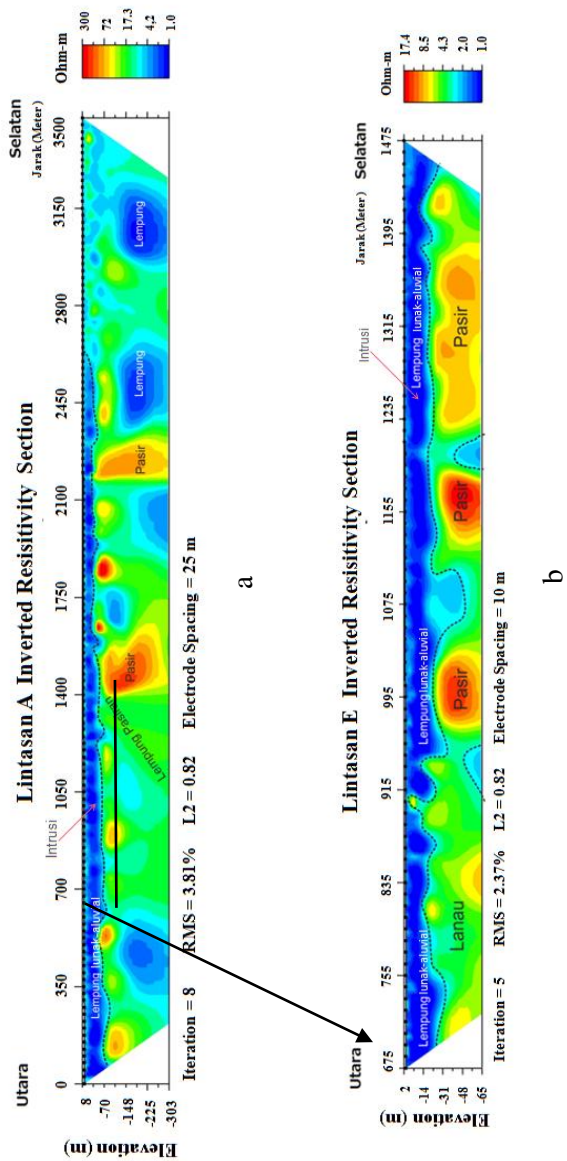 Lintasan A Inverted Resisitivity Section
Utara
Selatan
Jarak (Meter)
0 350 700 1050 1400 1750 2100 2450 2800 3150 3500
Elevation (m)
8
-70
-148
-225
-303
Intrusi
Lempung lunak-aluvial
Lempung Pasiran
Pasir
Pasir
Lempung
Lempung
Ohm-m
300
72
17.3
4,2
1.0
Iteration = 8 RMS = 3.81% L2 = 0.82 Electrode Spacing = 25 m
a
Lintasan E Inverted Resisitivity Section
Utara
Jarak (Meter) Selatan
675 755 835 915 995 1075 1155 1235 1315 1395 1475
Elevation (m)
2
-14
-31
-48
-65
Intrusi
Lempung lunak-aluvial
Lempung lunak-aluvial
Lempung lunak-aluvial
Lanau
Pasir
Pasir
Pasir
Ohm-m
17.4
8.5
4.3
2.0
1.0
Iteration = 5 RMS = 2.37% L2 = 0.82 Electrode Spacing = 10 m
b